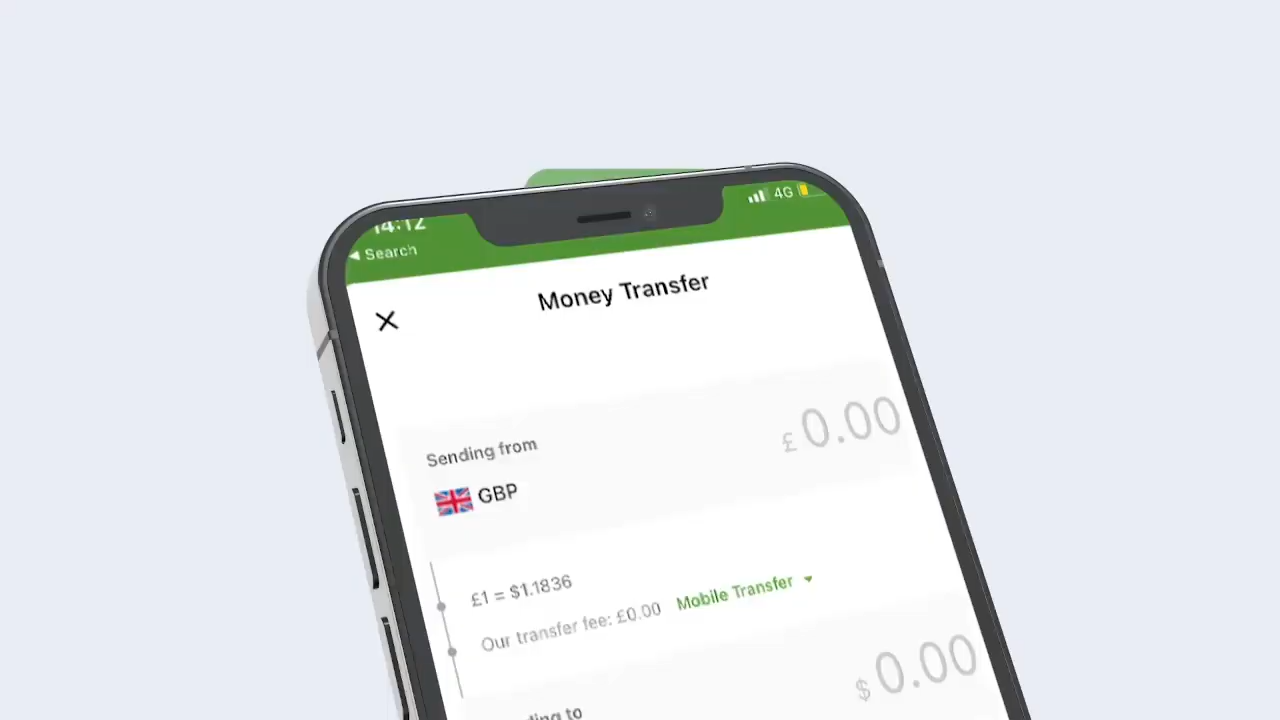 14:12
4G
Search
Money Transfer
Sending from
£ 0.00
GBP
£1 = $1.1836
Our transfer fee: £0.00 Mobile Transfer
$ 0.00
to